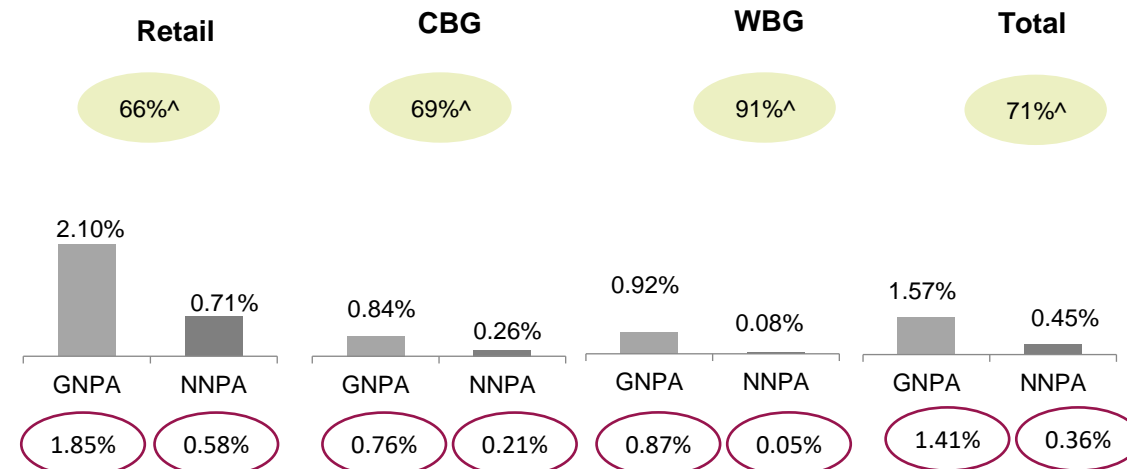 Retail CBG WBG Total
66%^ 69%^ 91%^ 71%^
2.10% 0.71% 0.84% 0.26% 0.92% 0.08% 1.57% 0.45%
GNPA NNPA GNPA NNPA GNPA NNPA GNPA NNPA
1.85% 0.58% 0.76% 0.21% 0.87% 0.05% 1.41% 0.36%